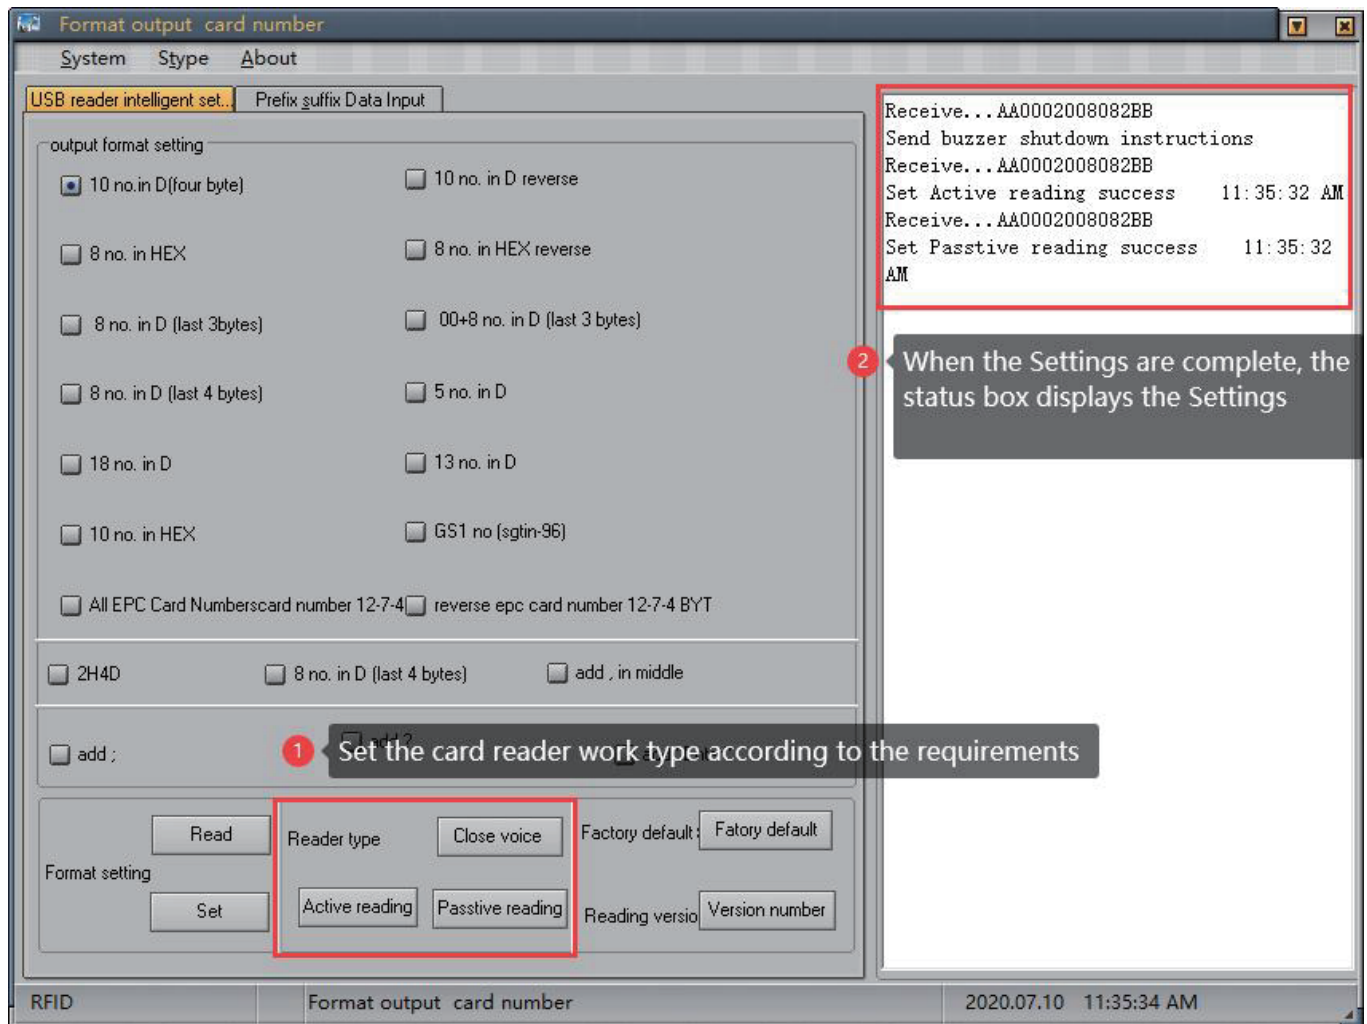 Format output card number
System Stype About
USB reader intelligent set.. Prefix suffix Data Input
output format setting
10 no.in D(four byte) 10 no. in D reverse
8 no. in HEX 8 no. in HEX reverse
8 no. in D (last 3bytes) 00+8 no. in D (last 3 bytes)
8 no. in D (last 4 bytes) 5 no. in D
18 no. in D 13 no. in D
10 no. in HEX GS1 no (sgtin-96)
All EPC Card Numberscard number 12-7-4 reverse epc card number 12-7-4 BYT
2H4D 8 no. in D (last 4 bytes) add , in middle
add ; add ?
1 Set the card reader work type according to the requirements
Format setting
Read
Set
Reader type Close voice
Active reading Passtive reading
Factory default: Fatory default
Reading versio Version number
Receive...AA0002008082BB
Send buzzer shutdown instructions
Receive...AA0002008082BB
Set Active reading success 11:35:32 AM
Receive...AA0002008082BB
Set Passtive reading success 11:35:32
AM
2 When the Settings are complete, the
status box displays the Settings
RFID Format output card number 2020.07.10 11:35:34 AM